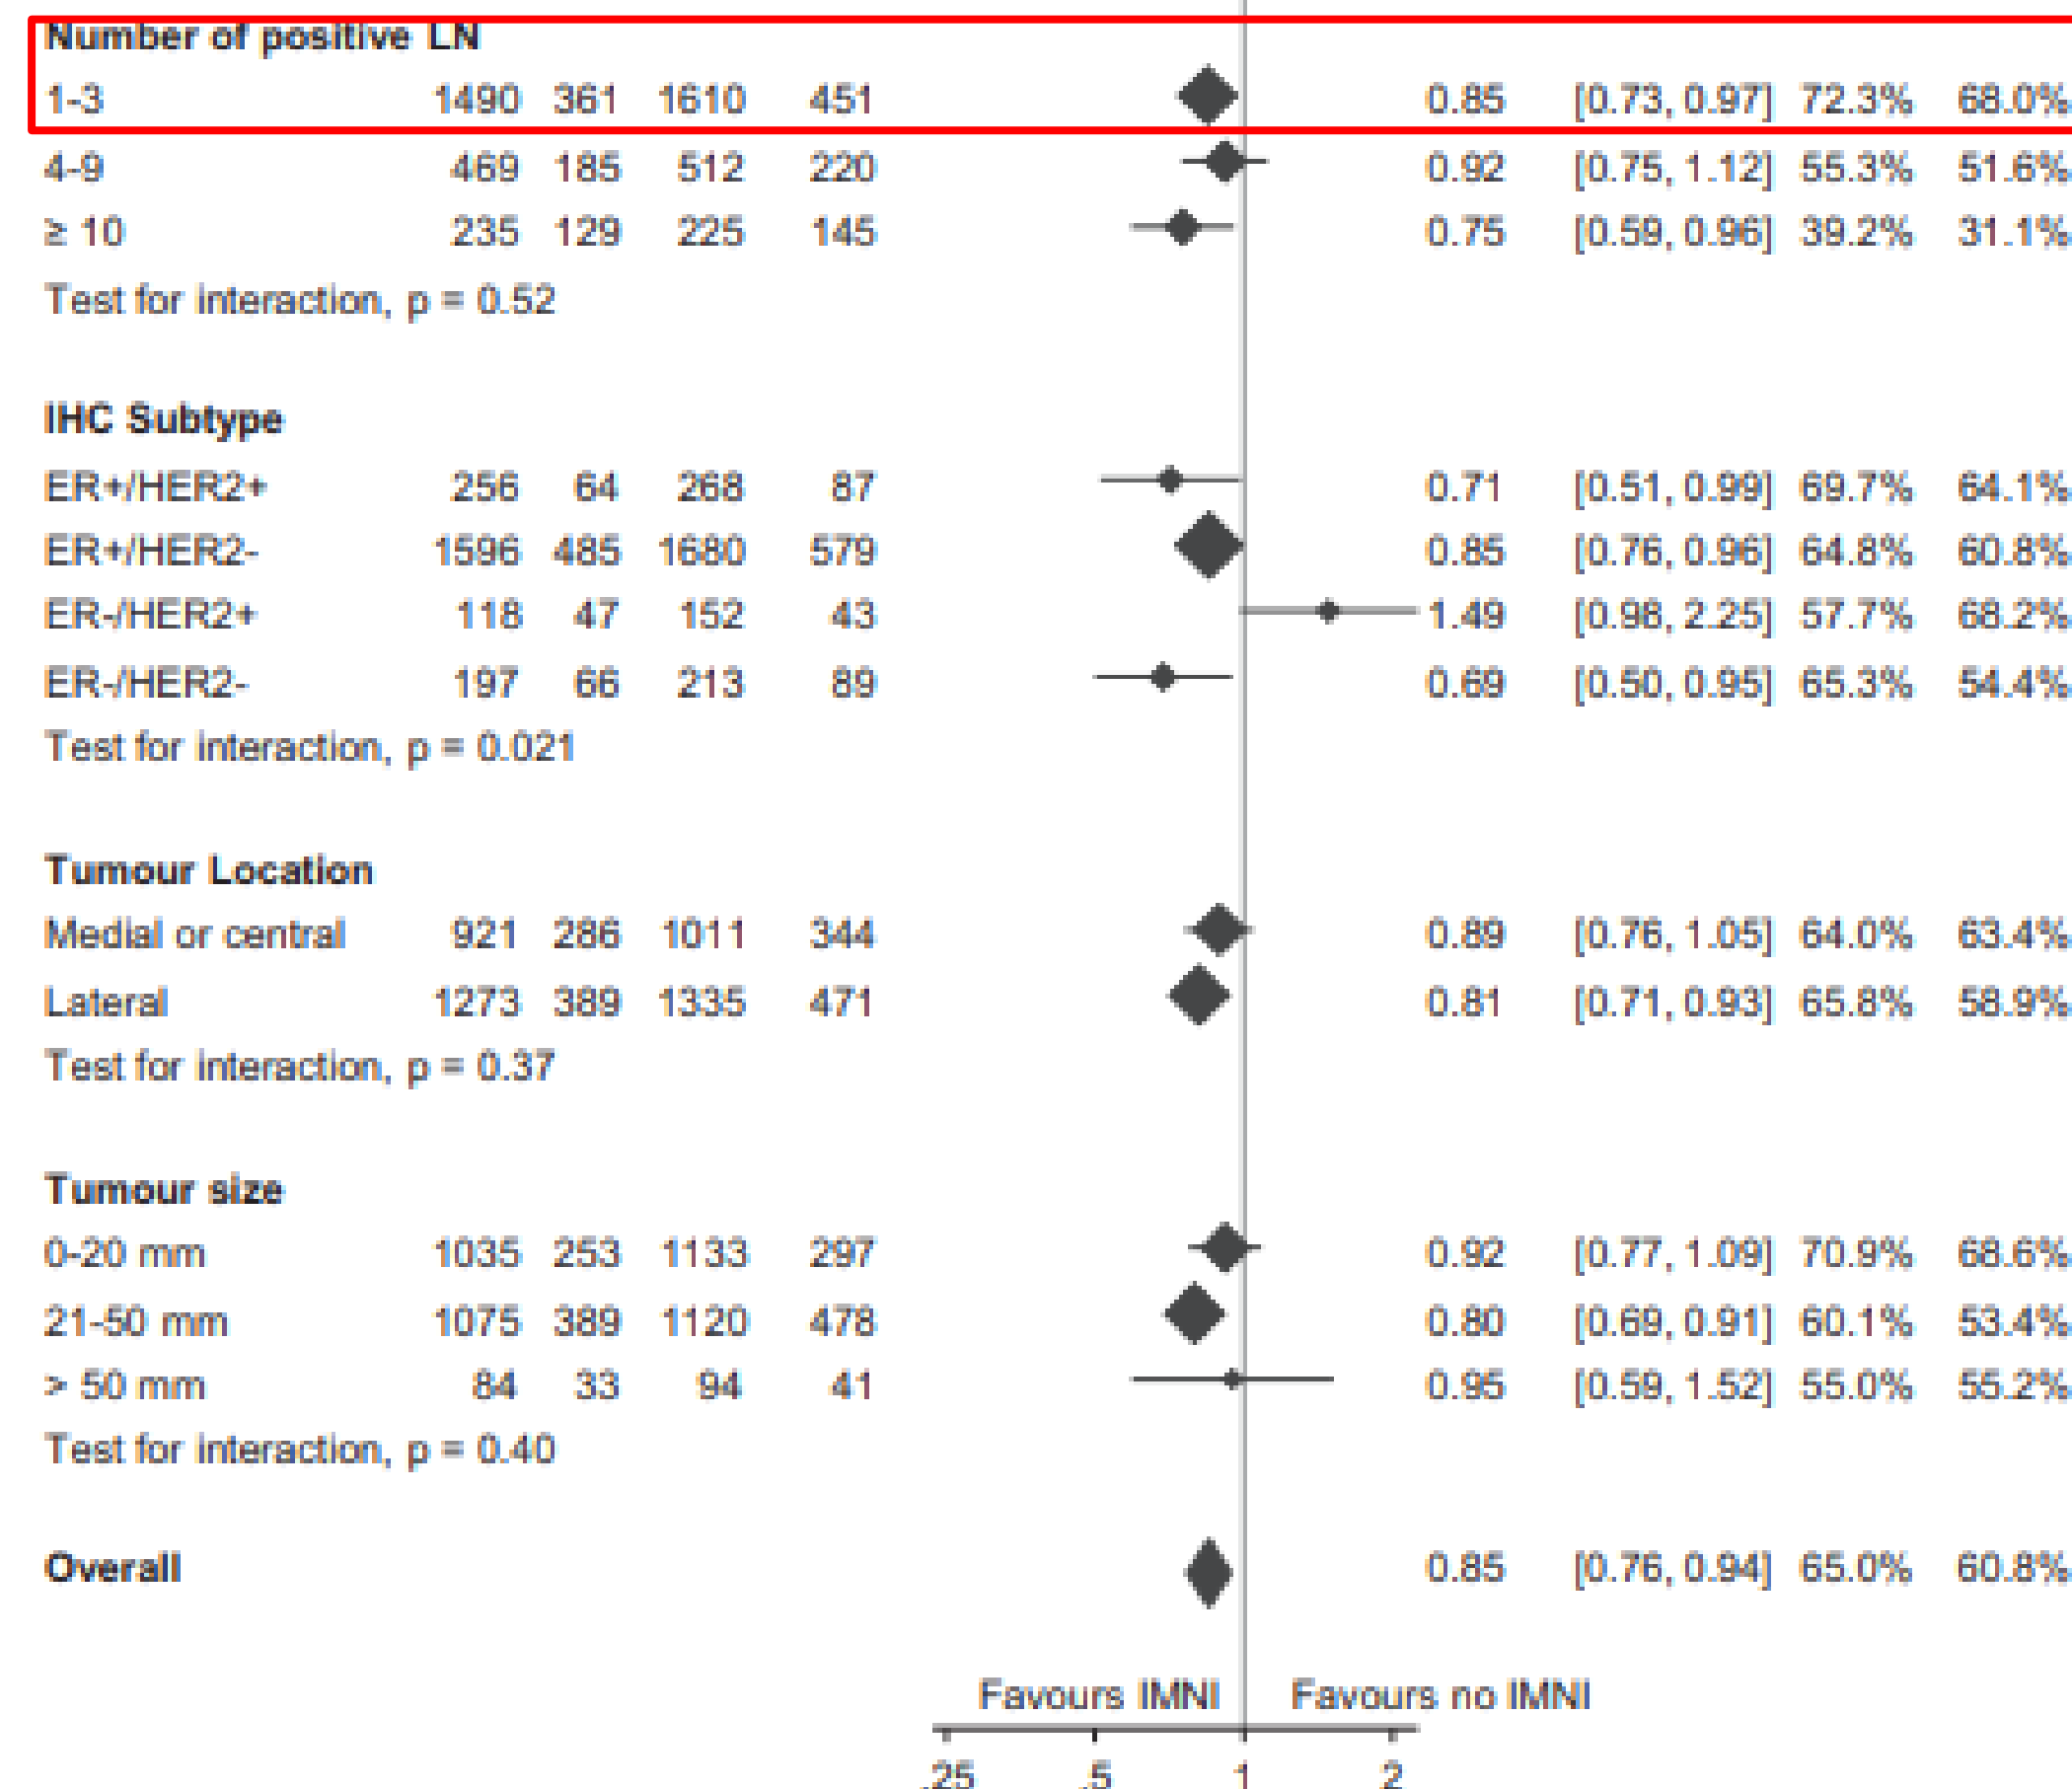 Number of positive LN
1-3 1490 361 1610 451 0.85 [0.73, 0.97] 72.3% 68.0%
4-9 469 185 512 220 0.92 [0.75, 1.12] 55.3% 51.6%
≥ 10 235 129 225 145 0.75 [0.59, 0.96] 39.2% 31.1%
Test for interaction, p = 0.52
IHC Subtype
ER+/HER2+ 256 64 268 87 0.71 [0.51, 0.99] 69.7% 64.1%
ER+/HER2- 1596 485 1680 579 0.85 [0.76, 0.96] 64.8% 60.8%
ER-/HER2+ 118 47 152 43 1.49 [0.98, 2.25] 57.7% 68.2%
ER-/HER2- 197 66 213 89 0.69 [0.50, 0.95] 65.3% 54.4%
Test for interaction, p = 0.021
Tumour Location
Medial or central 921 286 1011 344 0.89 [0.76, 1.05] 64.0% 63.4%
Lateral 1273 389 1335 471 0.81 [0.71, 0.93] 65.8% 58.9%
Test for interaction, p = 0.37
Tumour size
0-20 mm 1035 253 1133 297 0.92 [0.77, 1.09] 70.9% 68.6%
21-50 mm 1075 389 1120 478 0.80 [0.69, 0.91] 60.1% 53.4%
> 50 mm 84 33 94 41 0.95 [0.59, 1.52] 55.0% 55.2%
Test for interaction, p = 0.40
Overall 0.85 [0.76, 0.94] 65.0% 60.8%
Favours IMNI Favours no IMNI
.25 .5 1 2